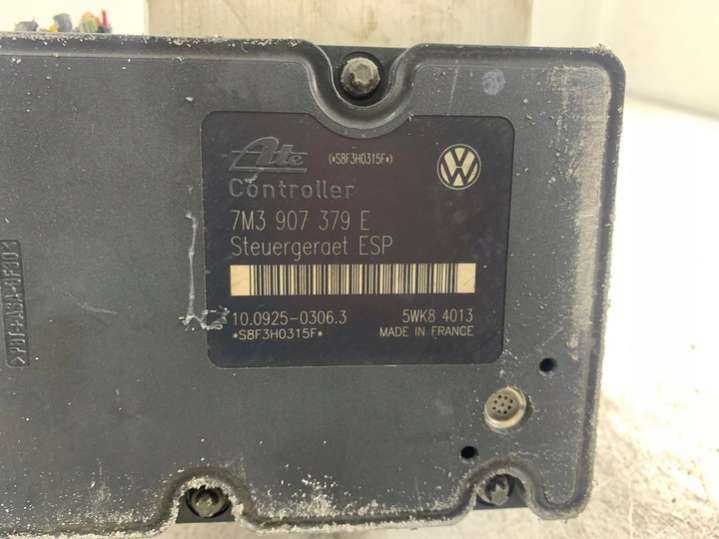 Ate
(*S8F3H0315F*)
Controller
7M3 907 379 E
Steuergeraet ESP
10.0925-0306.3
5WK8 4013
*S8F3H0315F*
MADE IN FRANCE